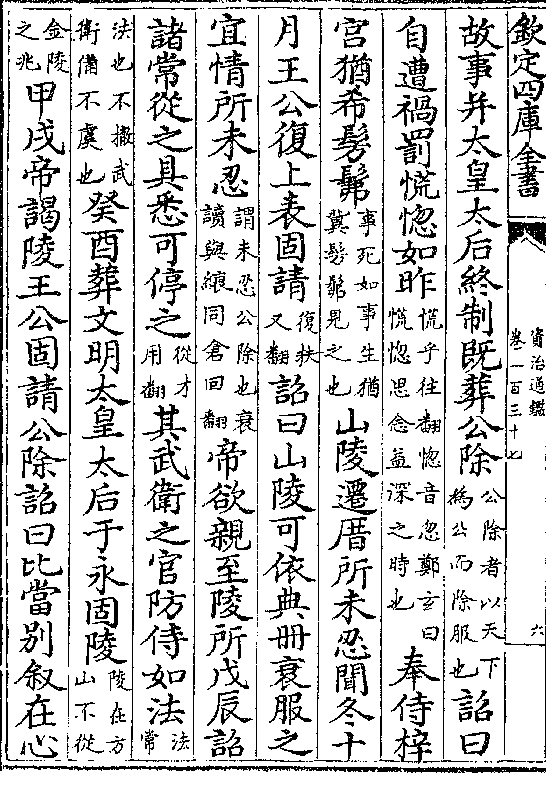 欽定四庫全書
資治通鑑
卷一百三十七
六
故事并太皇太后終制既葬公除公除者以天下為公而除服也詔曰
自遭禍罰慌惚如昨慌乎往翻惚音忽鄭玄曰慌惚思念益深之時也奉侍梓
宫猶希髣髴事死如事生猶冀髣髴見之也山陵遷厝所未忍聞冬十
月王公復上表固請復扶又翻詔曰山陵可依典冊衰服之
宜情所未忍謂未忍公除也衰讀與縗同倉回翻帝欲親至陵所戊辰詔
諸常從之具悉可停之從才用翻其武衛之官防侍如法法常
法也不撤武衛備不虞也癸酉葬文明太皇太后于永固陵陵在方山不從
金陵之兆甲戌帝謁陵王公固請公除詔曰比當别叙在心